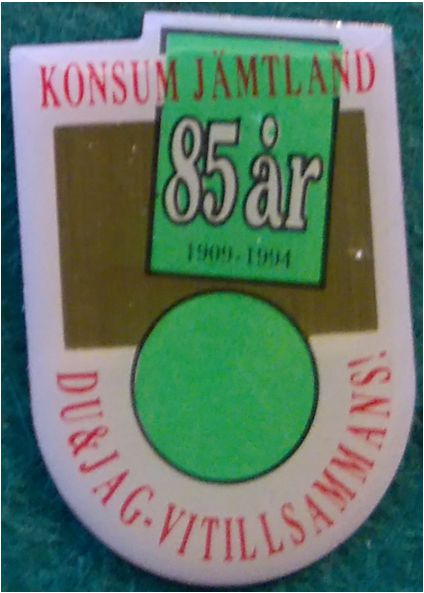 KONSUM JÄMTLAND
85 år
1909-1994
DU&JAG-VITILLSAMMANS!